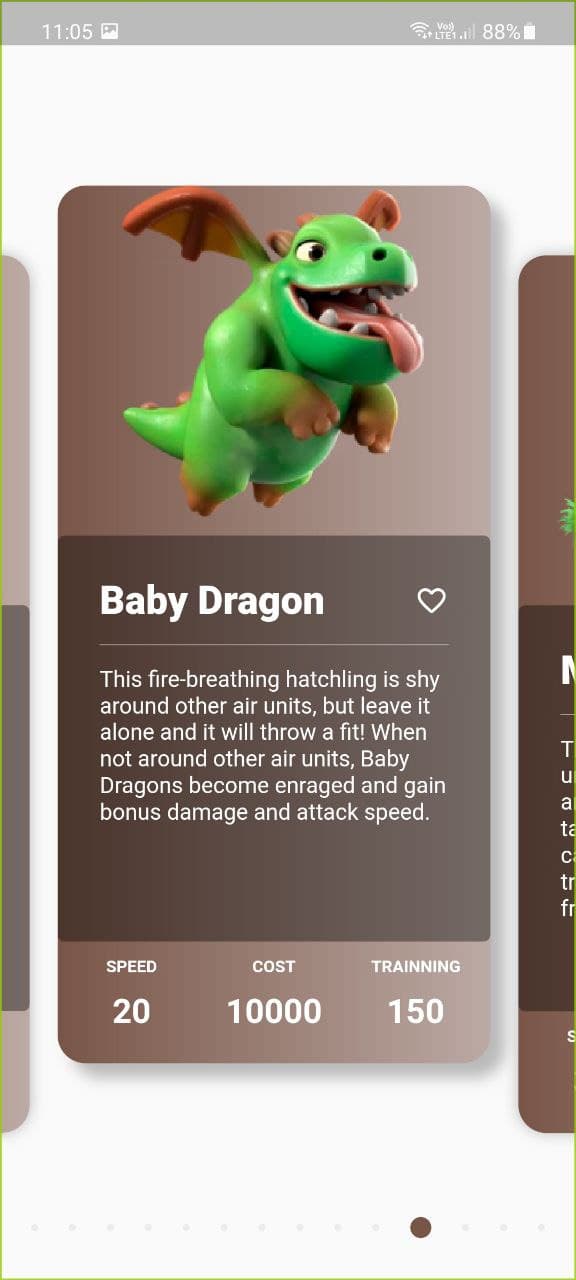 11:05
Vo)) LTE1 88%
Baby Dragon
This fire-breathing hatchling is shy
around other air units, but leave it
alone and it will throw a fit! When
not around other air units, Baby
Dragons become enraged and gain
bonus damage and attack speed.
SPEED COST TRAINNING
20 10000 150